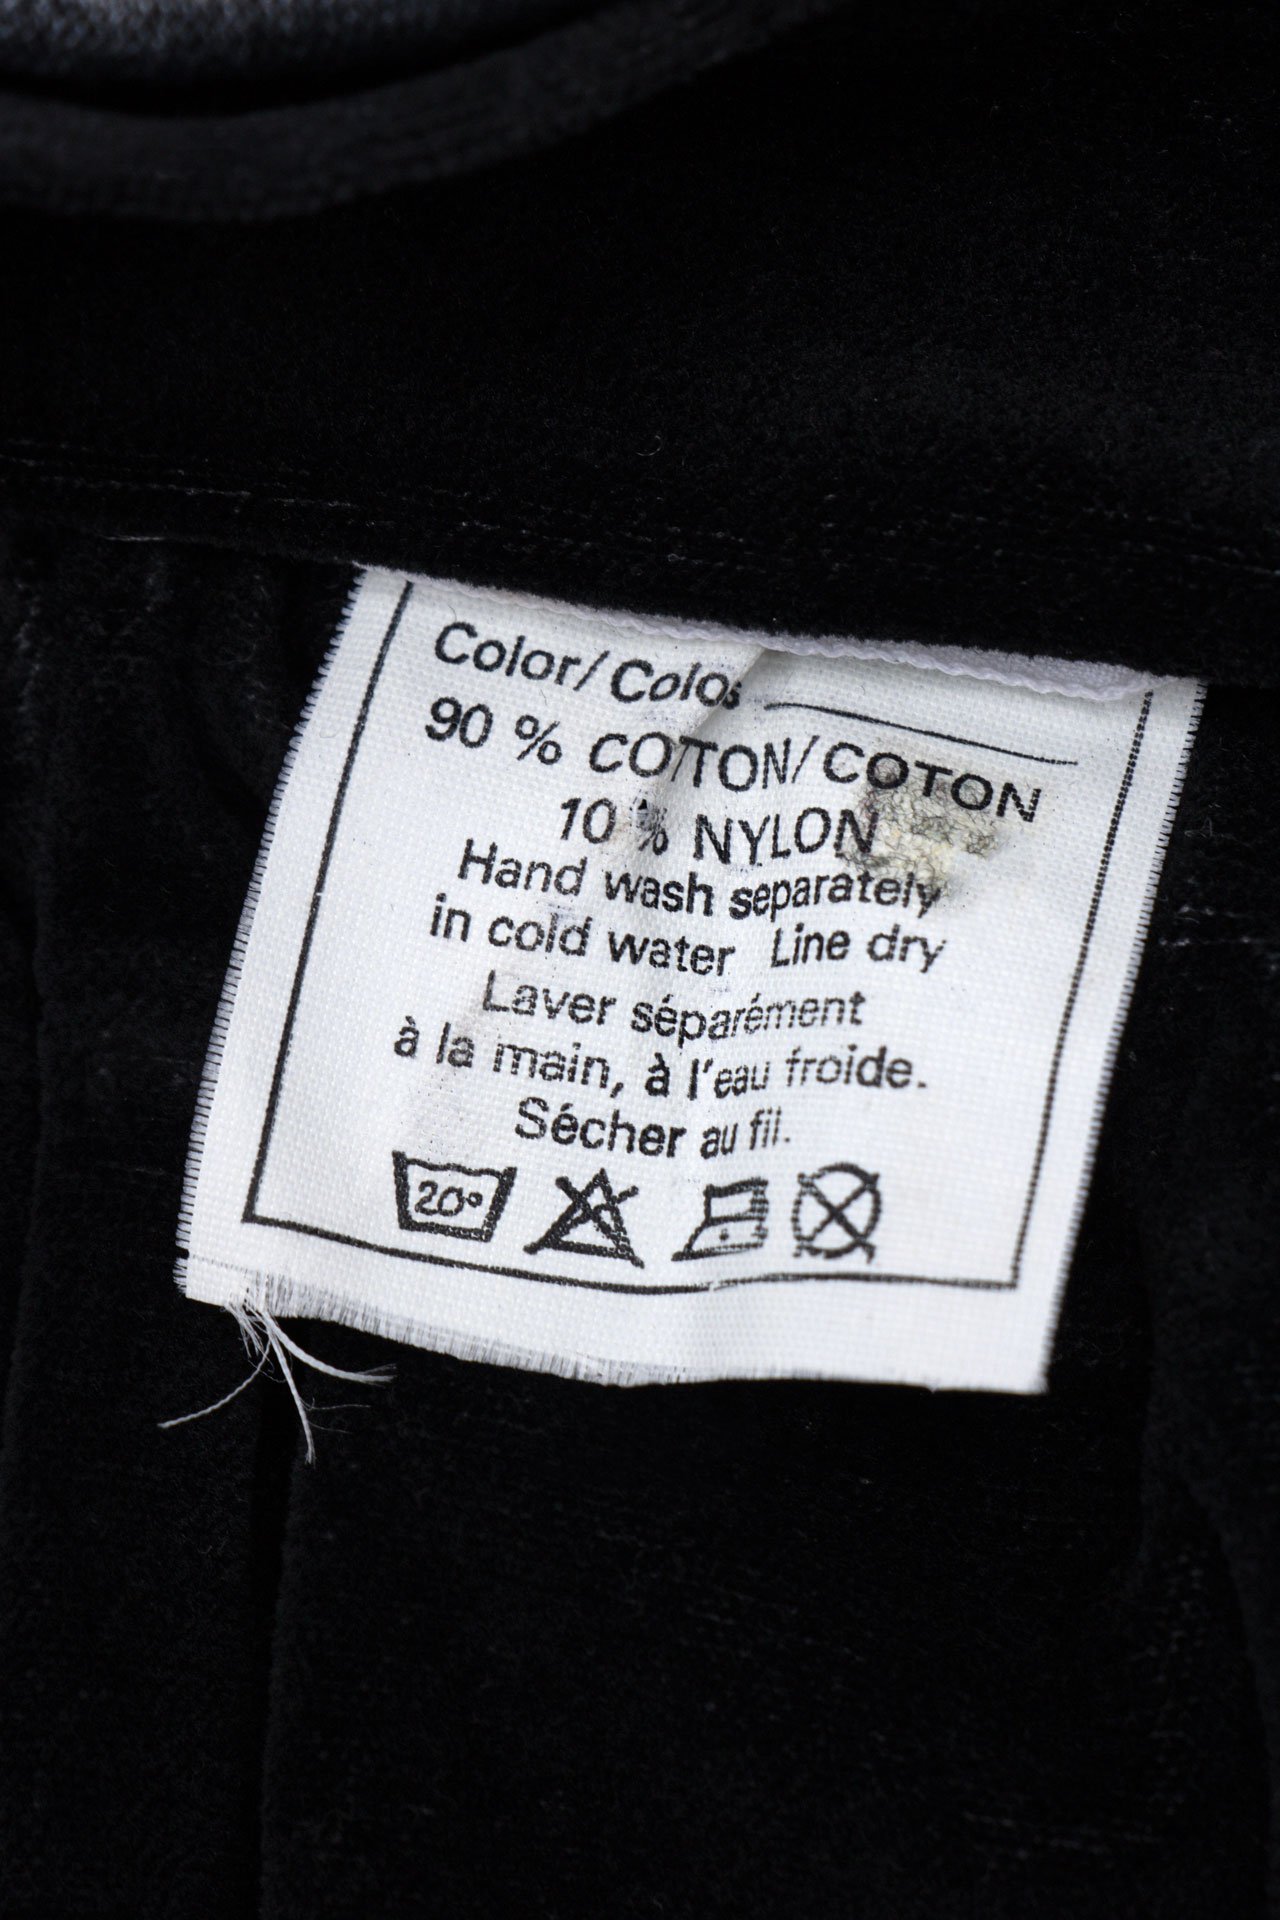 Color/Colos
90 % COTTON/COTON
10 % NYLON
Hand wash separately
in cold water Line dry
Laver séparément
à la main, à l'eau froide.
Sécher au fil.
20°